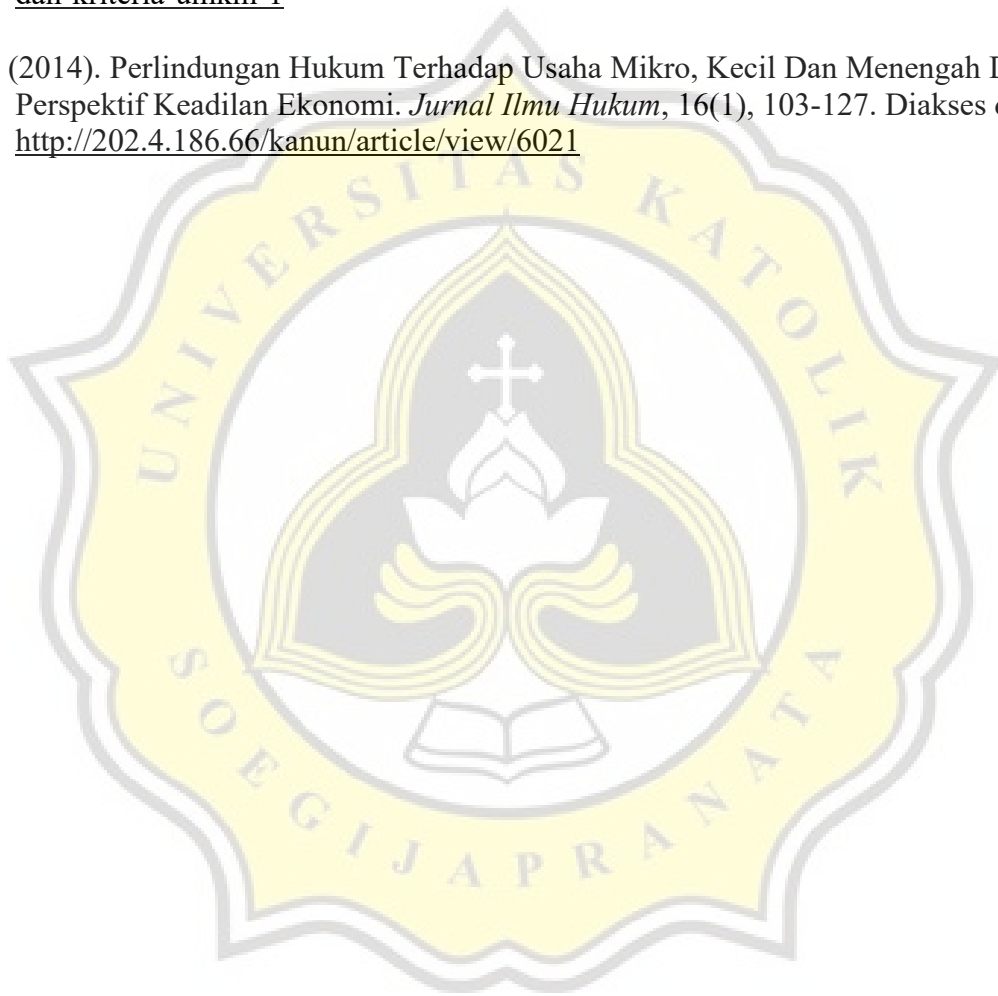 dan kriteria umkm 1
(2014). Perlindungan Hukum Terhadap Usaha Mikro, Kecil Dan Menengah
Perspektif Keadilan Ekonomi. Jurnal Ilmu Hukum, 16(1), 103-127. Diakses
http://202.4.186.66/kanun/article/view/6021
UNIVERSITAS KATOLIK
SOEGIJAPRANATA